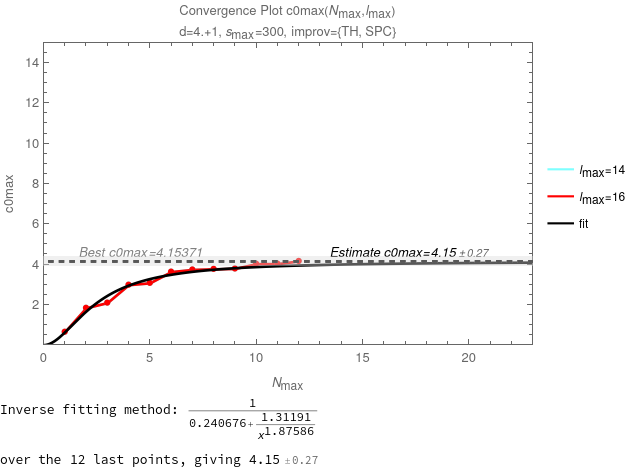 Convergence Plot c0max(Nmax,lmax)
d=4.+1, smax=300, improv={TH, SPC}
14
12
10
8
6
4
2
c0max
Best c0max=4.15371
Estimate c0max=4.15 ±0.27
0 5 10 15 20
Nmax
lmax=14
lmax=16
fit
Inverse fitting method: 1
0.240676+ 1.31191
x1.87586
over the 12 last points, giving 4.15 ±0.27